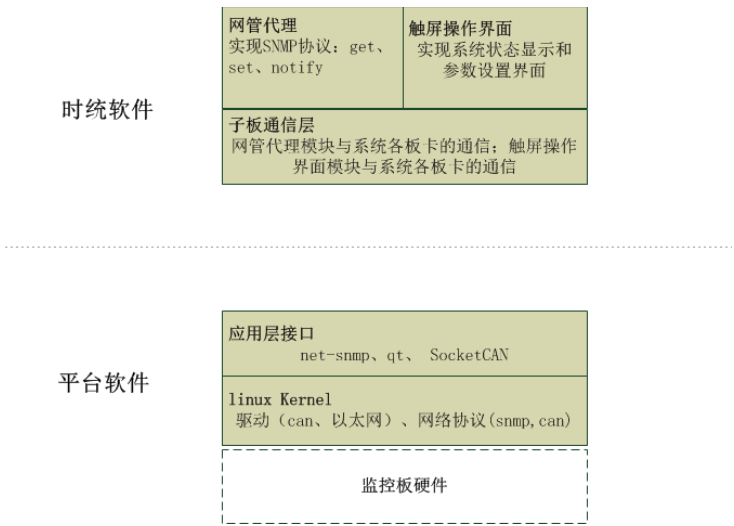 网管代理
实现SNMP协议：get、
set、notify
触屏操作界面
实现系统状态显示和
参数设置界面
时统软件
子板通信层
网管代理模块与系统各板卡的通信；触屏操作
界面模块与系统各板卡的通信
应用层接口
net-snmp、qt、 SocketCAN
平台软件
linux Kernel
驱动（can、以太网）、网络协议(snmp,can)
监控板硬件